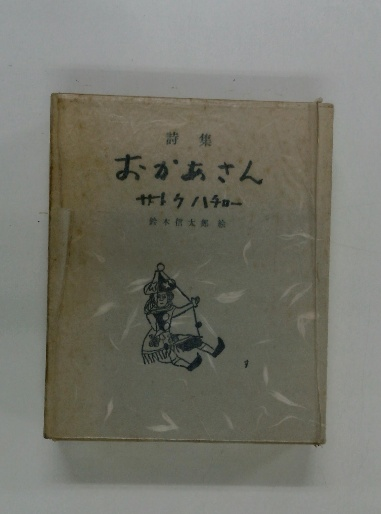 詩集
おかあさん
サトウハチロー
鈴木信太郎 絵